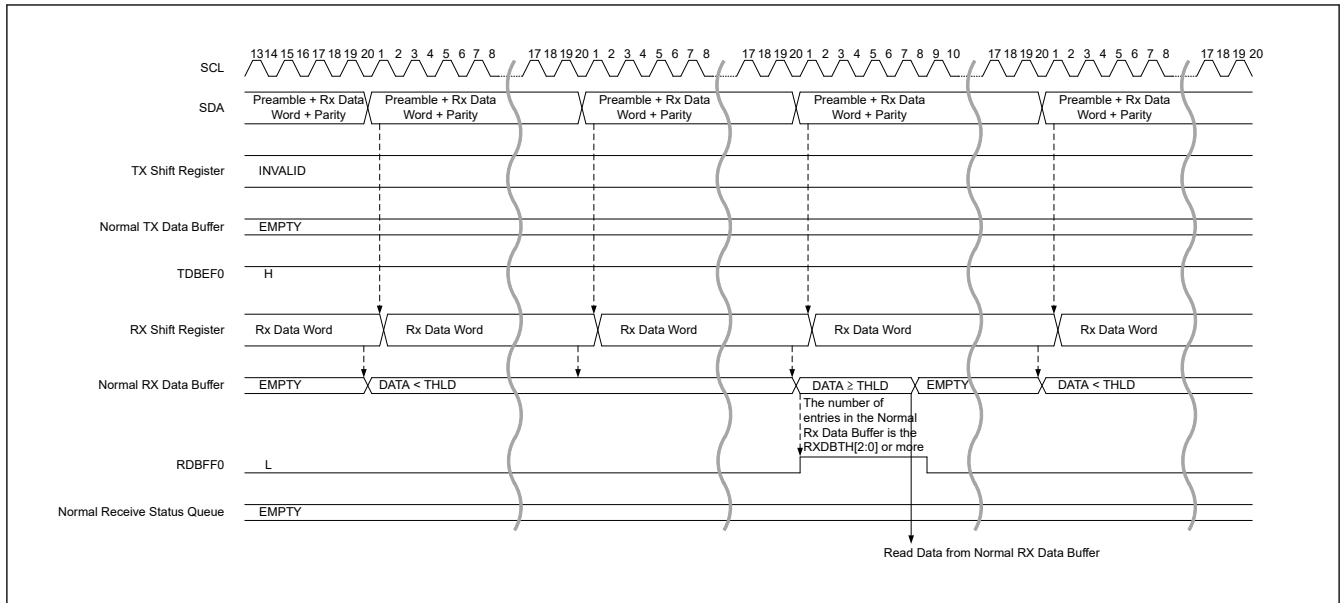 13 14 15 16 17 18 19 20 1 2 3 4 5 6 7 8 17 18 19 20 1 2 3 4 5 6 7 8 17 18 19 20 1 2 3 4 5 6 7 8 9 10 17 18 19 20 1 2 3 4 5 6 7 8 17 18 19 20
SCL
SDA
Preamble + Rx Data
Word + Parity
Preamble + Rx Data
Word + Parity
Preamble + Rx Data
Word + Parity
Preamble + Rx Data
Word + Parity
Preamble + Rx Data
Word + Parity
TX Shift Register
INVALID
Normal TX Data Buffer
EMPTY
TDBEF0
H
RX Shift Register
Rx Data Word
Rx Data Word
Rx Data Word
Rx Data Word
Rx Data Word
Normal RX Data Buffer
EMPTY
DATA < THLD
DATA ≥ THLD
EMPTY
DATA < THLD
The number of
entries in the Normal
Rx Data Buffer is the
RXDBTH[2:0] or more
RDBFF0
L
Normal Receive Status Queue
EMPTY
Read Data from Normal RX Data Buffer